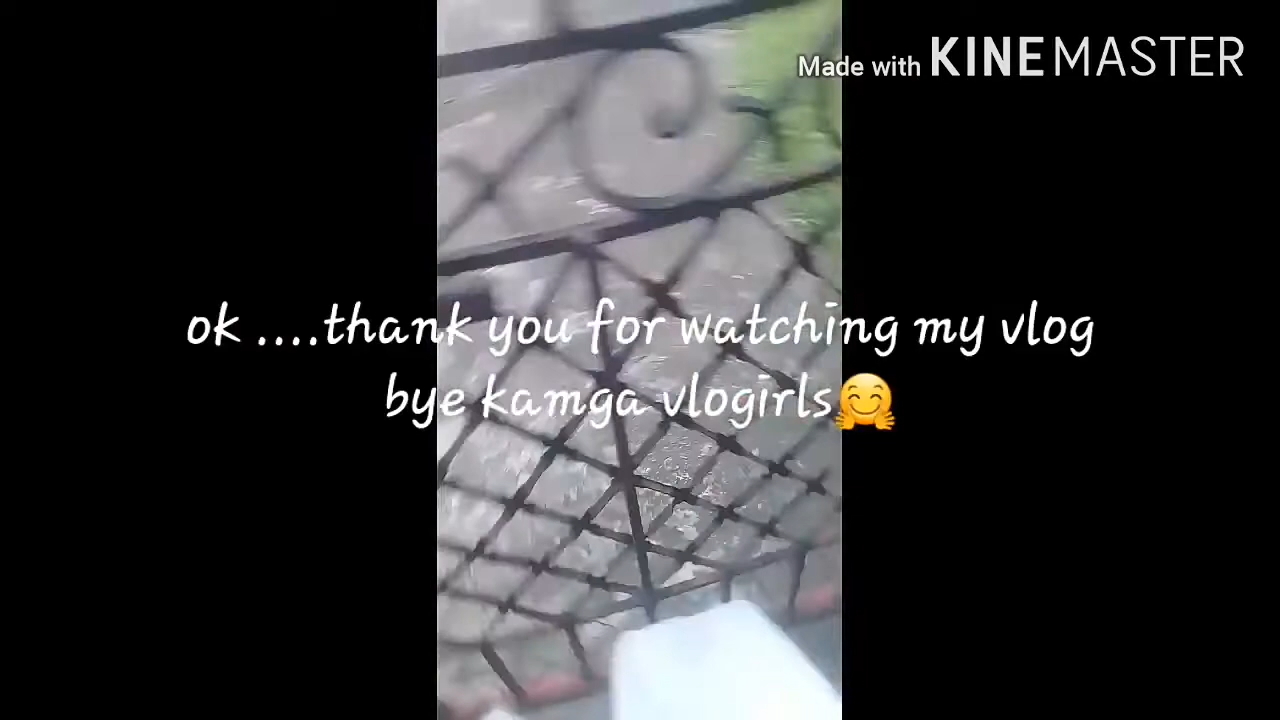 Made with KINEMASTER
ok ....thank you for watching my vlog
bye kamga vlogirls🤗